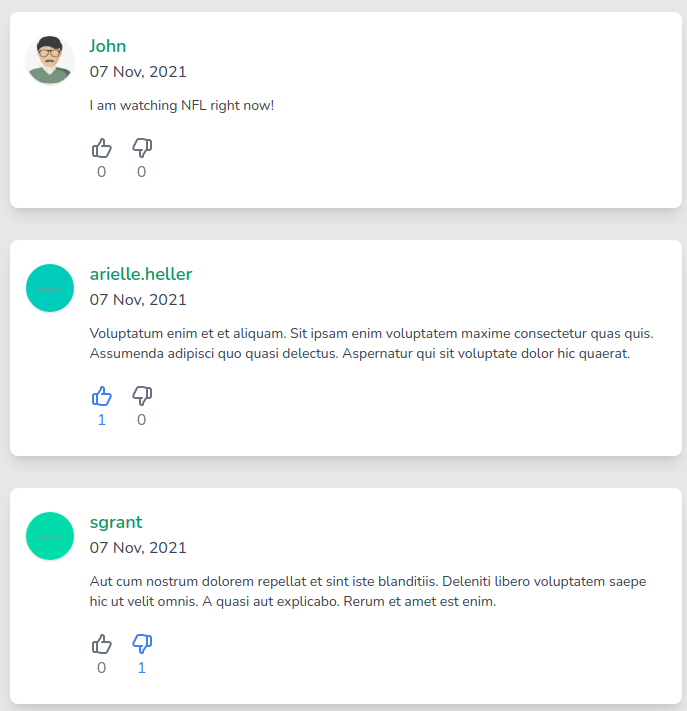 John
07 Nov, 2021
I am watching NFL right now!
0 0
arielle.heller
07 Nov, 2021
Voluptatum enim et et aliquam. Sit ipsam enim voluptatem maxime consectetur quas quis.
Assumenda adipisci quo quasi delectus. Aspernatur qui sit voluptate dolor hic quaerat.
1 0
sgrant
07 Nov, 2021
Aut cum nostrum dolorem repellat et sint iste blanditiis. Deleniti libero voluptatem saepe
hic ut velit omnis. A quasi aut explicabo. Rerum et amet est enim.
0 1